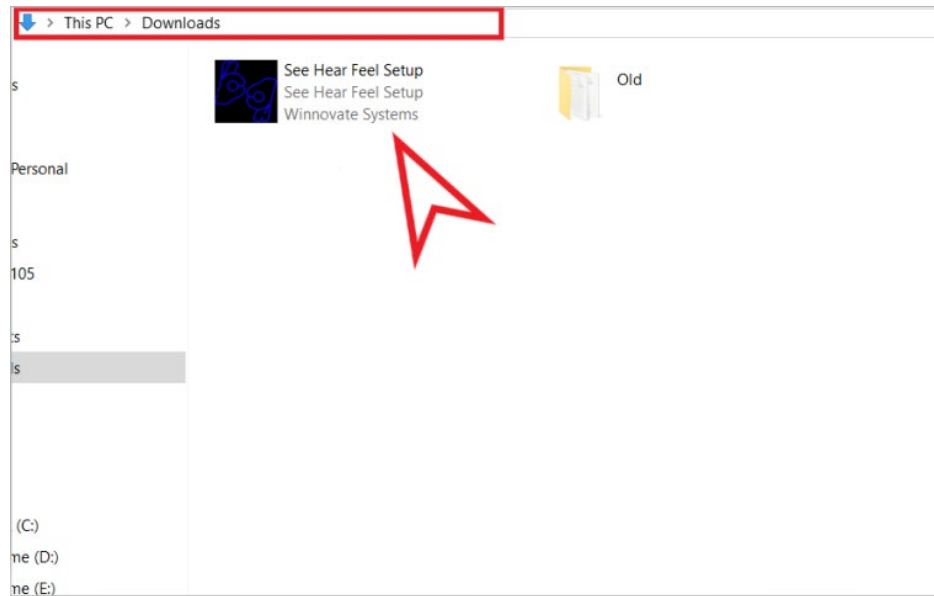 > This PC > Downloads
See Hear Feel Setup
See Hear Feel Setup
Winnovate Systems
Old
s
Personal
s
105
ts
ls
(C:)
me (D:)
me (E:)